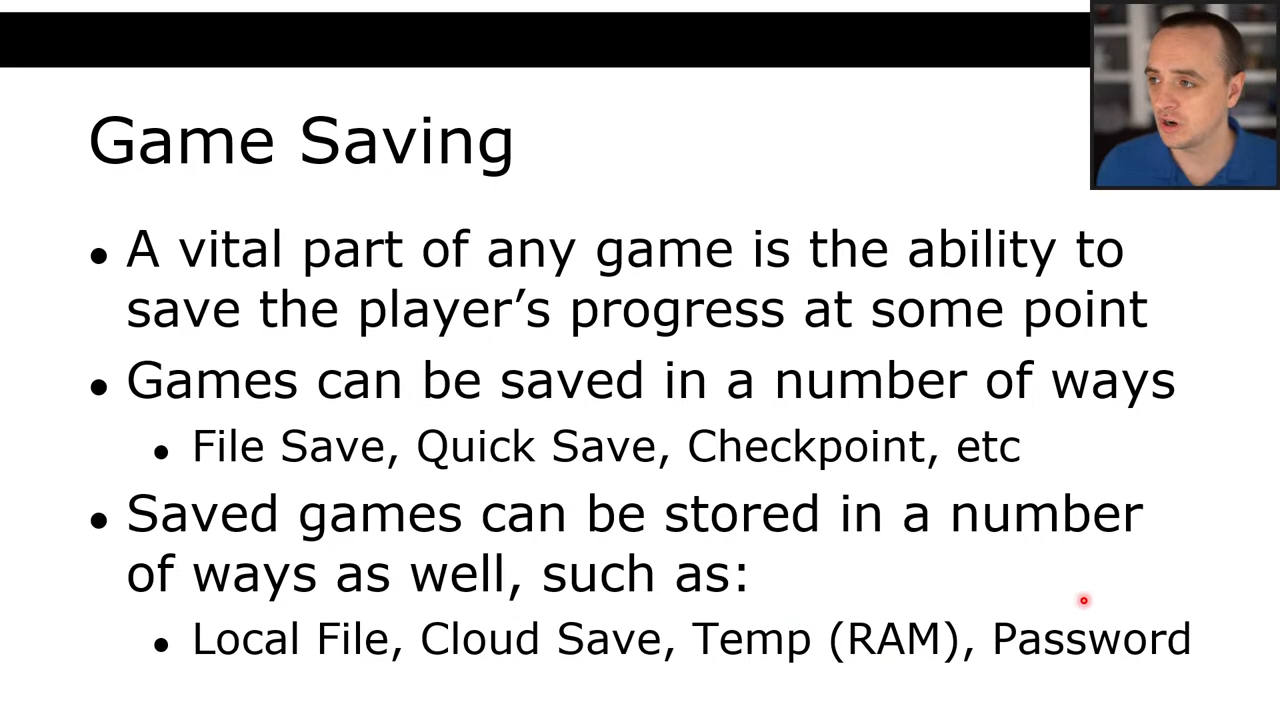 Game Saving
• A vital part of any game is the ability to
save the player’s progress at some point
• Games can be saved in a number of ways
• File Save, Quick Save, Checkpoint, etc
• Saved games can be stored in a number
of ways as well, such as:
• Local File, Cloud Save, Temp (RAM), Password